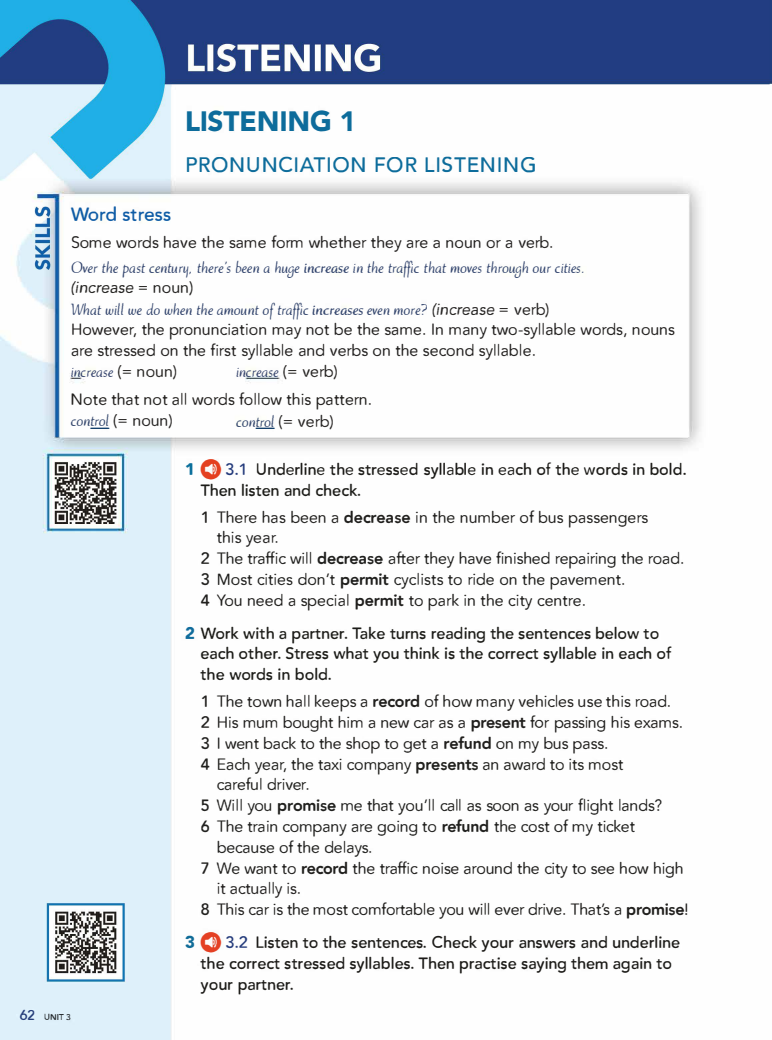 LISTENING
LISTENING 1
PRONUNCIATION FOR LISTENING
SKILLS
Word stress
Some words have the same form whether they are a noun or a verb.
Over the past century, there's been a huge increase in the traffic that moves through our cities.
(increase = noun)
What will we do when the amount of traffic increases even more? (increase = verb)
However, the pronunciation may not be the same. In many two-syllable words, nouns
are stressed on the first syllable and verbs on the second syllable.
increase (= noun) increase (= verb)
Note that not all words follow this pattern.
control (= noun) control (= verb)
1 3.1 Underline the stressed syllable in each of the words in bold.
Then listen and check.
1 There has been a decrease in the number of bus passengers
this year.
2 The traffic will decrease after they have finished repairing the road.
3 Most cities don't permit cyclists to ride on the pavement.
4 You need a special permit to park in the city centre.
2 Work with a partner. Take turns reading the sentences below to
each other. Stress what you think is the correct syllable in each of
the words in bold.
1 The town hall keeps a record of how many vehicles use this road.
2 His mum bought him a new car as a present for passing his exams.
3 I went back to the shop to get a refund on my bus pass.
4 Each year, the taxi company presents an award to its most
careful driver.
5 Will you promise me that you'll call as soon as your flight lands?
6 The train company are going to refund the cost of my ticket
because of the delays.
7 We want to record the traffic noise around the city to see how high
it actually is.
8 This car is the most comfortable you will ever drive. That's a promise!
3 3.2 Listen to the sentences. Check your answers and underline
the correct stressed syllables. Then practise saying them again to
your partner.
62 UNIT 3